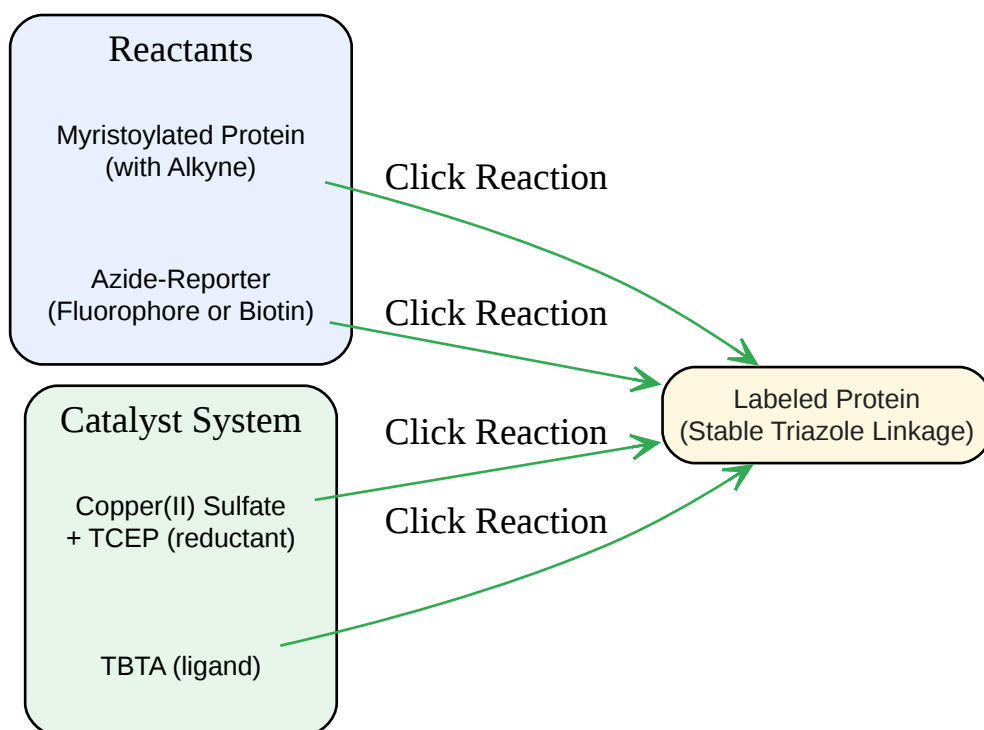 Reactants
Myristoylated Protein
(with Alkyne)
Click Reaction
Azide-Reporter
(Fluorophore or Biotin)
Click Reaction
Catalyst System
Click Reaction
Labeled Protein
(Stable Triazole Linkage)
Copper(II) Sulfate
+ TCEP (reductant)
Click Reaction
TBTA (ligand)